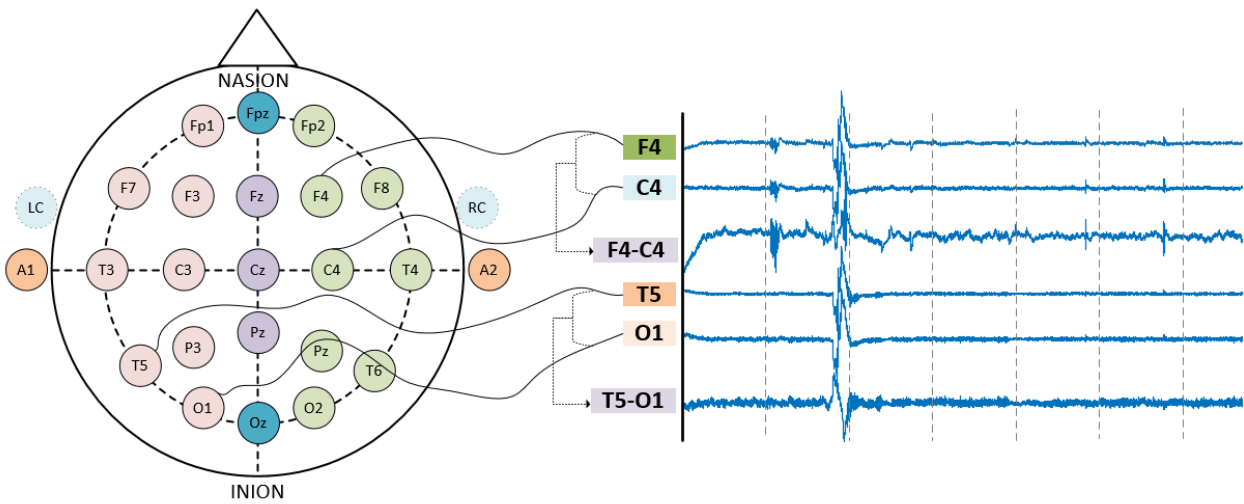 NASION
Fpz
Fp1
Fp2
F7
F3
Fz
F4
F8
LC
RC
A1
T3
C3
Cz
C4
T4
A2
T5
P3
Pz
Pz
T6
O1
Oz
O2
INION
F4
C4
F4-C4
T5
O1
T5-O1